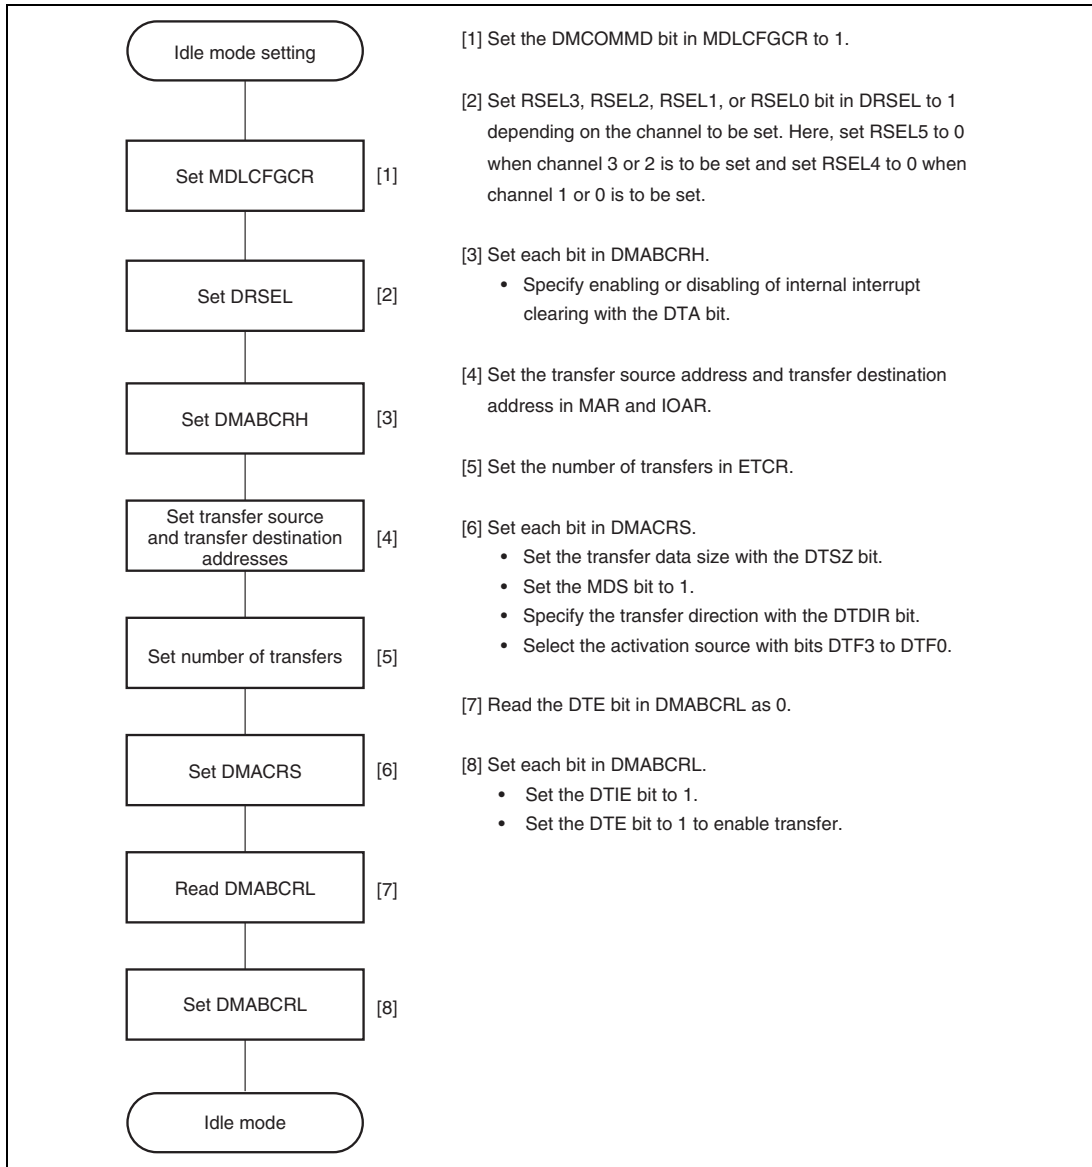 Idle mode setting
Set MDLCFGCR
[1]
Set DRSEL
[2]
Set DMABCRH
[3]
Set transfer source
and transfer destination
addresses
[4]
Set number of transfers
[5]
Set DMACRS
[6]
Read DMABCRL
[7]
Set DMABCRL
[8]
Idle mode
[1] Set the DMCOMMD bit in MDLCFGCR to 1.
[2] Set RSEL3, RSEL2, RSEL1, or RSEL0 bit in DRSEL to 1
depending on the channel to be set. Here, set RSEL5 to 0
when channel 3 or 2 is to be set and set RSEL4 to 0 when
channel 1 or 0 is to be set.
[3] Set each bit in DMABCRH.
• Specify enabling or disabling of internal interrupt
clearing with the DTA bit.
[4] Set the transfer source address and transfer destination
address in MAR and IOAR.
[5] Set the number of transfers in ETCR.
[6] Set each bit in DMACRS.
• Set the transfer data size with the DTSZ bit.
• Set the MDS bit to 1.
• Specify the transfer direction with the DTDIR bit.
• Select the activation source with bits DTF3 to DTF0.
[7] Read the DTE bit in DMABCRL as 0.
[8] Set each bit in DMABCRL.
• Set the DTIE bit to 1.
• Set the DTE bit to 1 to enable transfer.